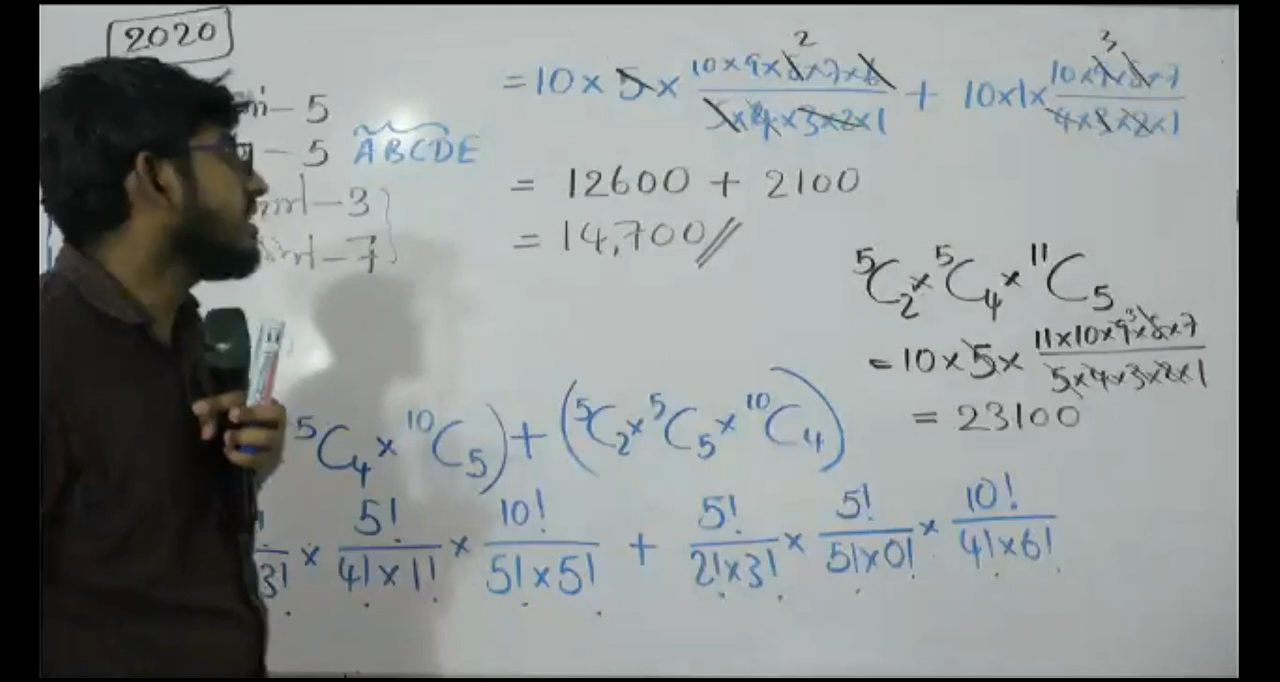 2020
- 5
- 5 ABCDE
- 3
- 7
= 10 × 5 × (10×9×8×7×6)/(5×4×3×2×1) + 10×1× (10×9×8×7)/(4×3×2×1)
2 3
= 12600 + 2100
= 14,700//
⁵C₂ × ⁵C₄ × ¹¹C₅
= 10 × 5 × (11×10×9×8×7)/(5×4×3×2×1)
3
= 23100
⁵C₄ × ¹⁰C₅) + (⁵C₂ × ⁵C₅ × ¹⁰C₄)
/3! × 5!/(4!×1!) × 10!/(5!×5!) + 5!/(2!×3!) × 5!/(5!×0!) × 10!/(4!×6!)